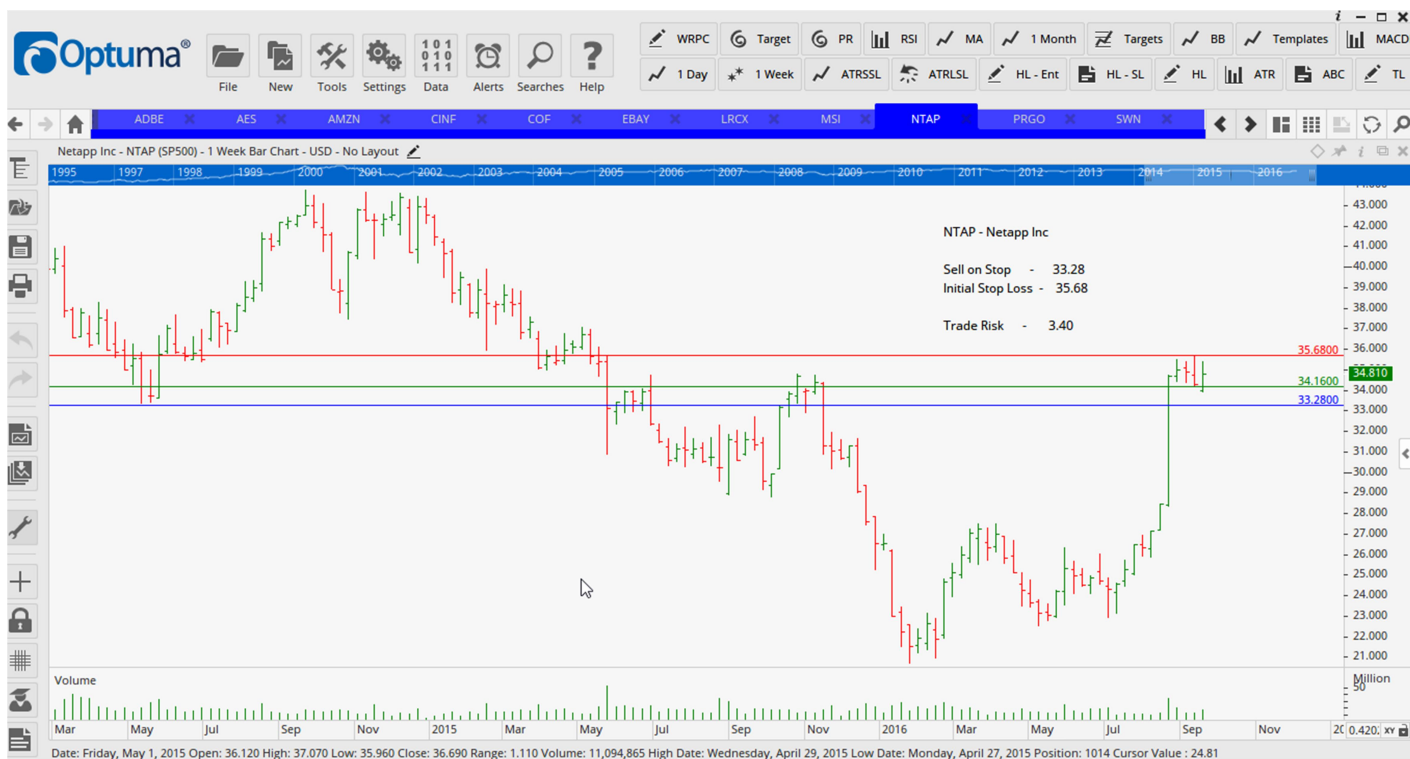 i
Optuma®
File New Tools Settings Data Alerts Searches Help
101
010
111
WRPC Target PR RSI MA 1 Month Targets BB Templates MACD
1 Day 1 Week ATRSSL ATRLSL HL - Ent HL - SL HL ATR ABC TL
ADBE AES AMZN CINF COF EBAY LRCX MSI NTAP PRGO SWN
Netapp Inc - NTAP (SP500) - 1 Week Bar Chart - USD - No Layout
1995 1997 1998 1999 2000 2001 2002 2003 2004 2005 2006 2007 2008 2009 2010 2011 2012 2013 2014 2015 2016
43.000
42.000
41.000
40.000
39.000
38.000
37.000
36.000
34.000
33.000
32.000
31.000
30.000
29.000
28.000
27.000
26.000
25.000
24.000
23.000
22.000
21.000
NTAP - Netapp Inc
Sell on Stop - 33.28
Initial Stop Loss - 35.68
Trade Risk - 3.40
35.6800
34.810
34.1600
33.2800
Volume
Million
50
Mar May Jul Sep Nov 2015 Mar May Jul Sep Nov 2016 Mar May Jul Sep Nov
0.420: XY
Date: Friday, May 1, 2015 Open: 36.120 High: 37.070 Low: 35.960 Close: 36.690 Range: 1.110 Volume: 11,094,865 High Date: Wednesday, April 29, 2015 Low Date: Monday, April 27, 2015 Position: 1014 Cursor Value : 24.81